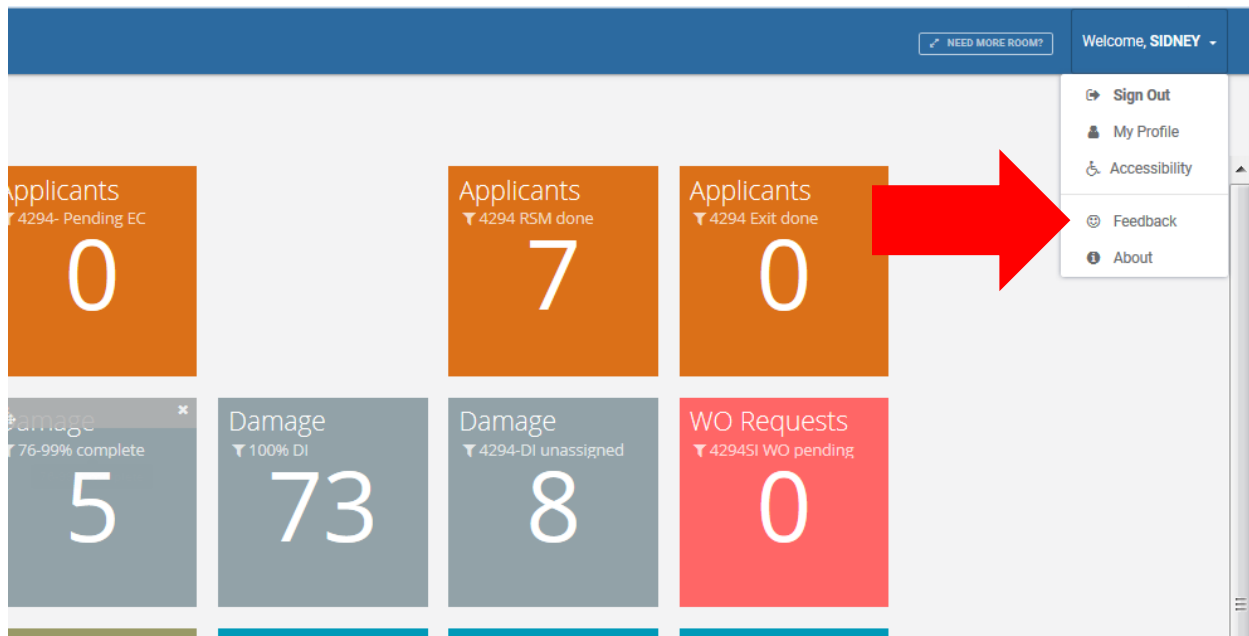 NEED MORE ROOM?
Welcome, SIDNEY
Sign Out
My Profile
Accessibility
Feedback
About
Applicants
4294- Pending EC
0
Applicants
4294 RSM done
7
Applicants
4294 Exit done
0
Damage
76-99% complete
5
Damage
100% DI
73
Damage
4294-DI unassigned
8
WO Requests
4294SI WO pending
0